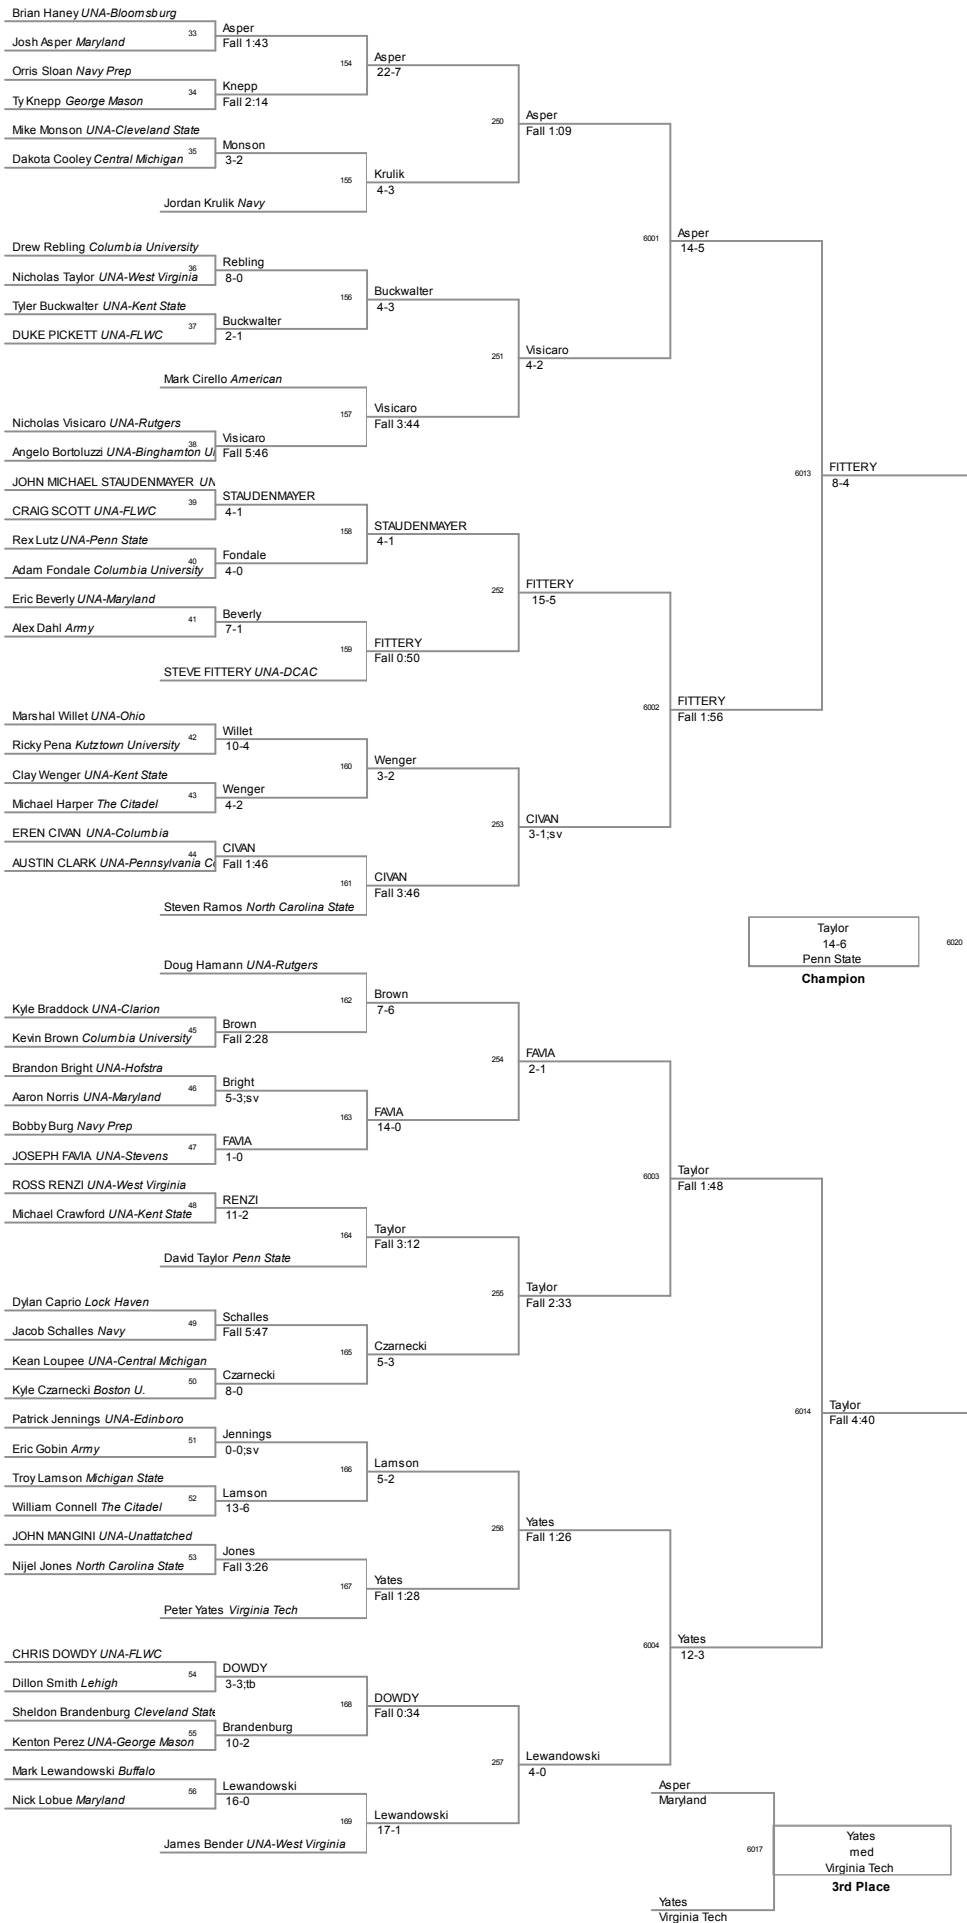 Brian Haney UNA-Bloomsburg
33
Asper
Josh Asper Maryland
Fall 1:43
154
Asper
22-7
Orris Sloan Navy Prep
34
Knepp
Ty Knepp George Mason
Fall 2:14
250
Asper
Fall 1:09
Mike Monson UNA-Cleveland State
35
Monson
Dakota Cooley Central Michigan
3-2
155
Krulik
4-3
Jordan Krulik Navy
6001
Asper
14-5
Drew Rebling Columbia University
36
Rebling
Nicholas Taylor UNA-West Virginia
8-0
156
Buckwalter
4-3
Tyler Buckwalter UNA-Kent State
37
Buckwalter
DUKE PICKETT UNA-FLWC
2-1
251
Visicaro
4-2
Mark Cirello American
157
Visicaro
Fall 3:44
Nicholas Visicaro UNA-Rutgers
38
Visicaro
Angelo Bortoluzzi UNA-Binghamton U
Fall 5:46
6013
FITTERY
8-4
JOHN MICHAEL STAUDENMAYER UN
39
STAUDENMAYER
CRAIG SCOTT UNA-FLWC
4-1
158
STAUDENMAYER
4-1
Rex Lutz UNA-Penn State
40
Fondale
Adam Fondale Columbia University
4-0
252
FITTERY
15-5
Eric Beverly UNA-Maryland
41
Beverly
Alex Dahl Army
7-1
159
FITTERY
Fall 0:50
STEVE FITTERY UNA-DCAC
6002
FITTERY
Fall 1:56
Marshal Willet UNA-Ohio
42
Willet
Ricky Pena Kutztown University
10-4
160
Wenger
3-2
Clay Wenger UNA-Kent State
43
Wenger
Michael Harper The Citadel
4-2
253
CIVAN
3-1;sv
EREN CIVAN UNA-Columbia
44
CIVAN
AUSTIN CLARK UNA-Pennsylvania Co
Fall 1:46
161
CIVAN
Fall 3:46
Steven Ramos North Carolina State
Taylor
14-6
6020
Penn State
Champion
Doug Hamann UNA-Rutgers
162
Brown
7-6
Kyle Braddock UNA-Clarion
45
Brown
Kevin Brown Columbia University
Fall 2:28
254
FAVIA
2-1
Brandon Bright UNA-Hofstra
46
Bright
Aaron Norris UNA-Maryland
5-3;sv
163
FAVIA
14-0
Bobby Burg Navy Prep
47
FAVIA
JOSEPH FAVIA UNA-Stevens
1-0
6003
Taylor
Fall 1:48
ROSS RENZI UNA-West Virginia
48
RENZI
Michael Crawford UNA-Kent State
11-2
164
Taylor
Fall 3:12
David Taylor Penn State
255
Taylor
Fall 2:33
Dylan Caprio Lock Haven
49
Schalles
Jacob Schalles Navy
Fall 5:47
165
Czarnecki
5-3
Kean Loupee UNA-Central Michigan
50
Czarnecki
Kyle Czarnecki Boston U.
8-0
6014
Taylor
Fall 4:40
Patrick Jennings UNA-Edinboro
51
Jennings
Eric Gobin Army
0-0;sv
166
Lamson
5-2
Troy Lamson Michigan State
52
Lamson
William Connell The Citadel
13-6
256
Yates
Fall 1:26
JOHN MANGINI UNA-Unattatched
53
Jones
Nijel Jones North Carolina State
Fall 3:26
167
Yates
Fall 1:28
Peter Yates Virginia Tech
6004
Yates
12-3
CHRIS DOWDY UNA-FLWC
54
DOWDY
Dillon Smith Lehigh
3-3;tb
168
DOWDY
Fall 0:34
Sheldon Brandenburg Cleveland State
55
Brandenburg
Kenton Perez UNA-George Mason
10-2
257
Lewandowski
4-0
Mark Lewandowski Buffalo
56
Lewandowski
Nick Lobue Maryland
16-0
169
Lewandowski
17-1
James Bender UNA-West Virginia
Asper
Maryland
6017
Yates
med
Virginia Tech
3rd Place
Yates
Virginia Tech